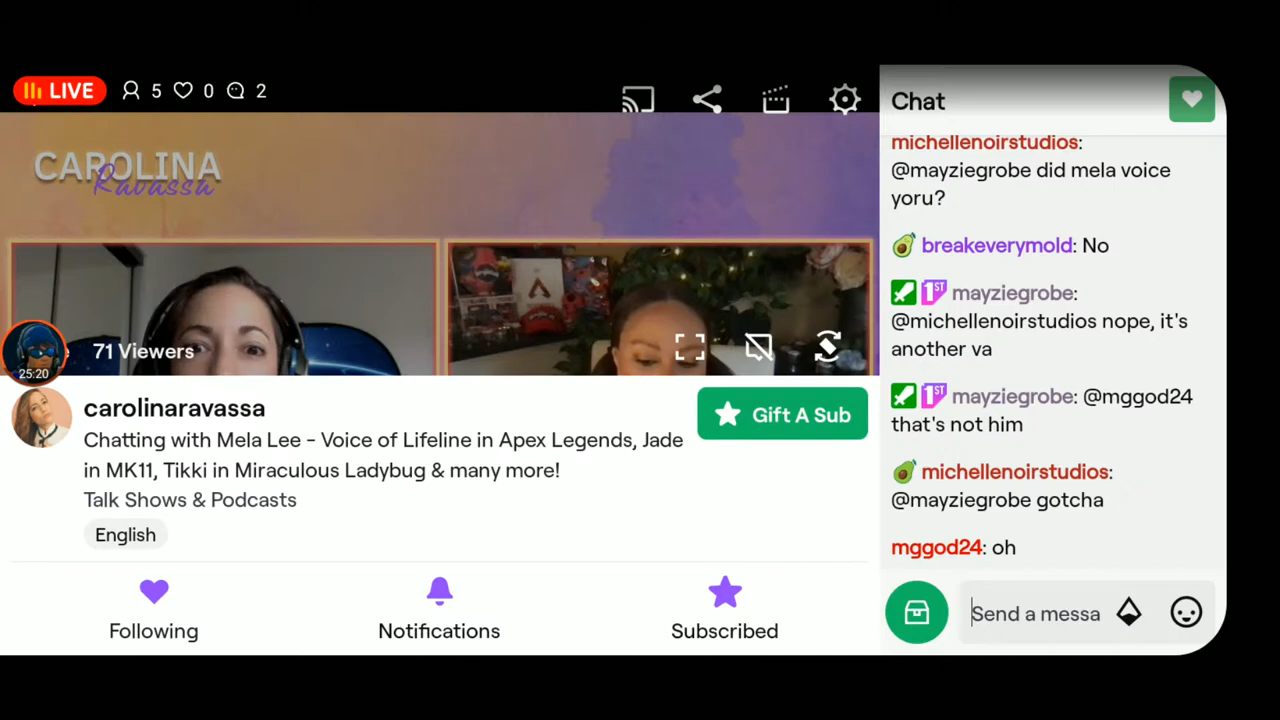 LIVE 5 0 2
CAROLINA
Ravassa
71 Viewers
25:20
carolinaravassa
Chatting with Mela Lee - Voice of Lifeline in Apex Legends, Jade
in MK11, Tikki in Miraculous Ladybug & many more!
Talk Shows & Podcasts
English
Gift A Sub
Following
Notifications
Subscribed
Chat
michellenoirstudios:
@mayziegrobe did mela voice
yoru?
breakeverymold: No
1ST mayziegrobe:
@michellenoirstudios nope, it's
another va
1ST mayziegrobe: @mggod24
that's not him
michellenoirstudios:
@mayziegrobe gotcha
mggod24: oh
Send a messa